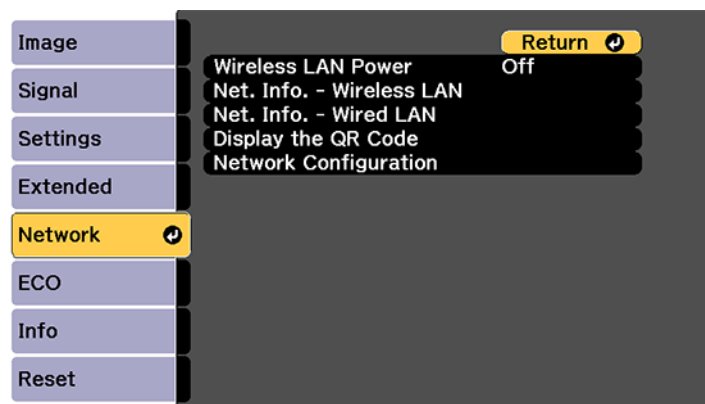 Image
Signal
Settings
Extended
Network
ECO
Info
Reset
Return
Wireless LAN Power Off
Net. Info. - Wireless LAN
Net. Info. - Wired LAN
Display the QR Code
Network Configuration